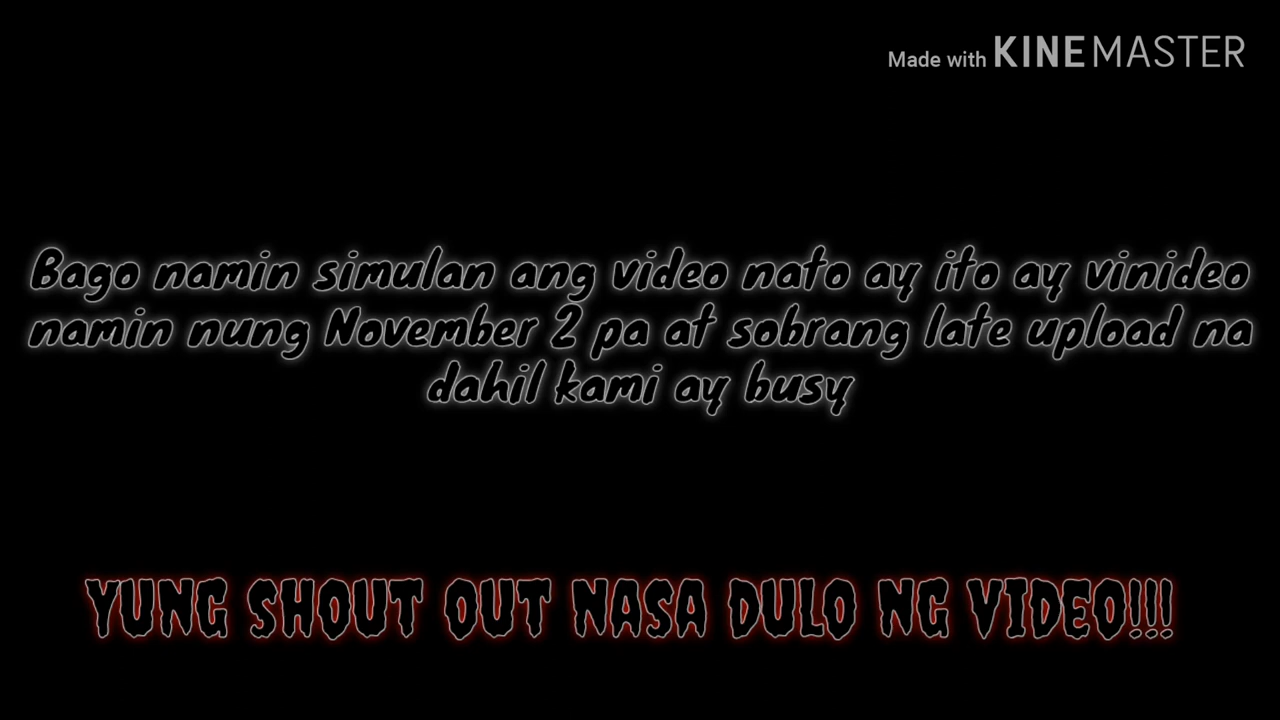 Made with KINEMASTER
Bago namin simulan ang video nato ay ito ay vinideo
namin nung November 2 pa at sobrang late upload na
dahil kami ay busy
YUNG SHOUT OUT NASA DULO NG VIDEO!!!